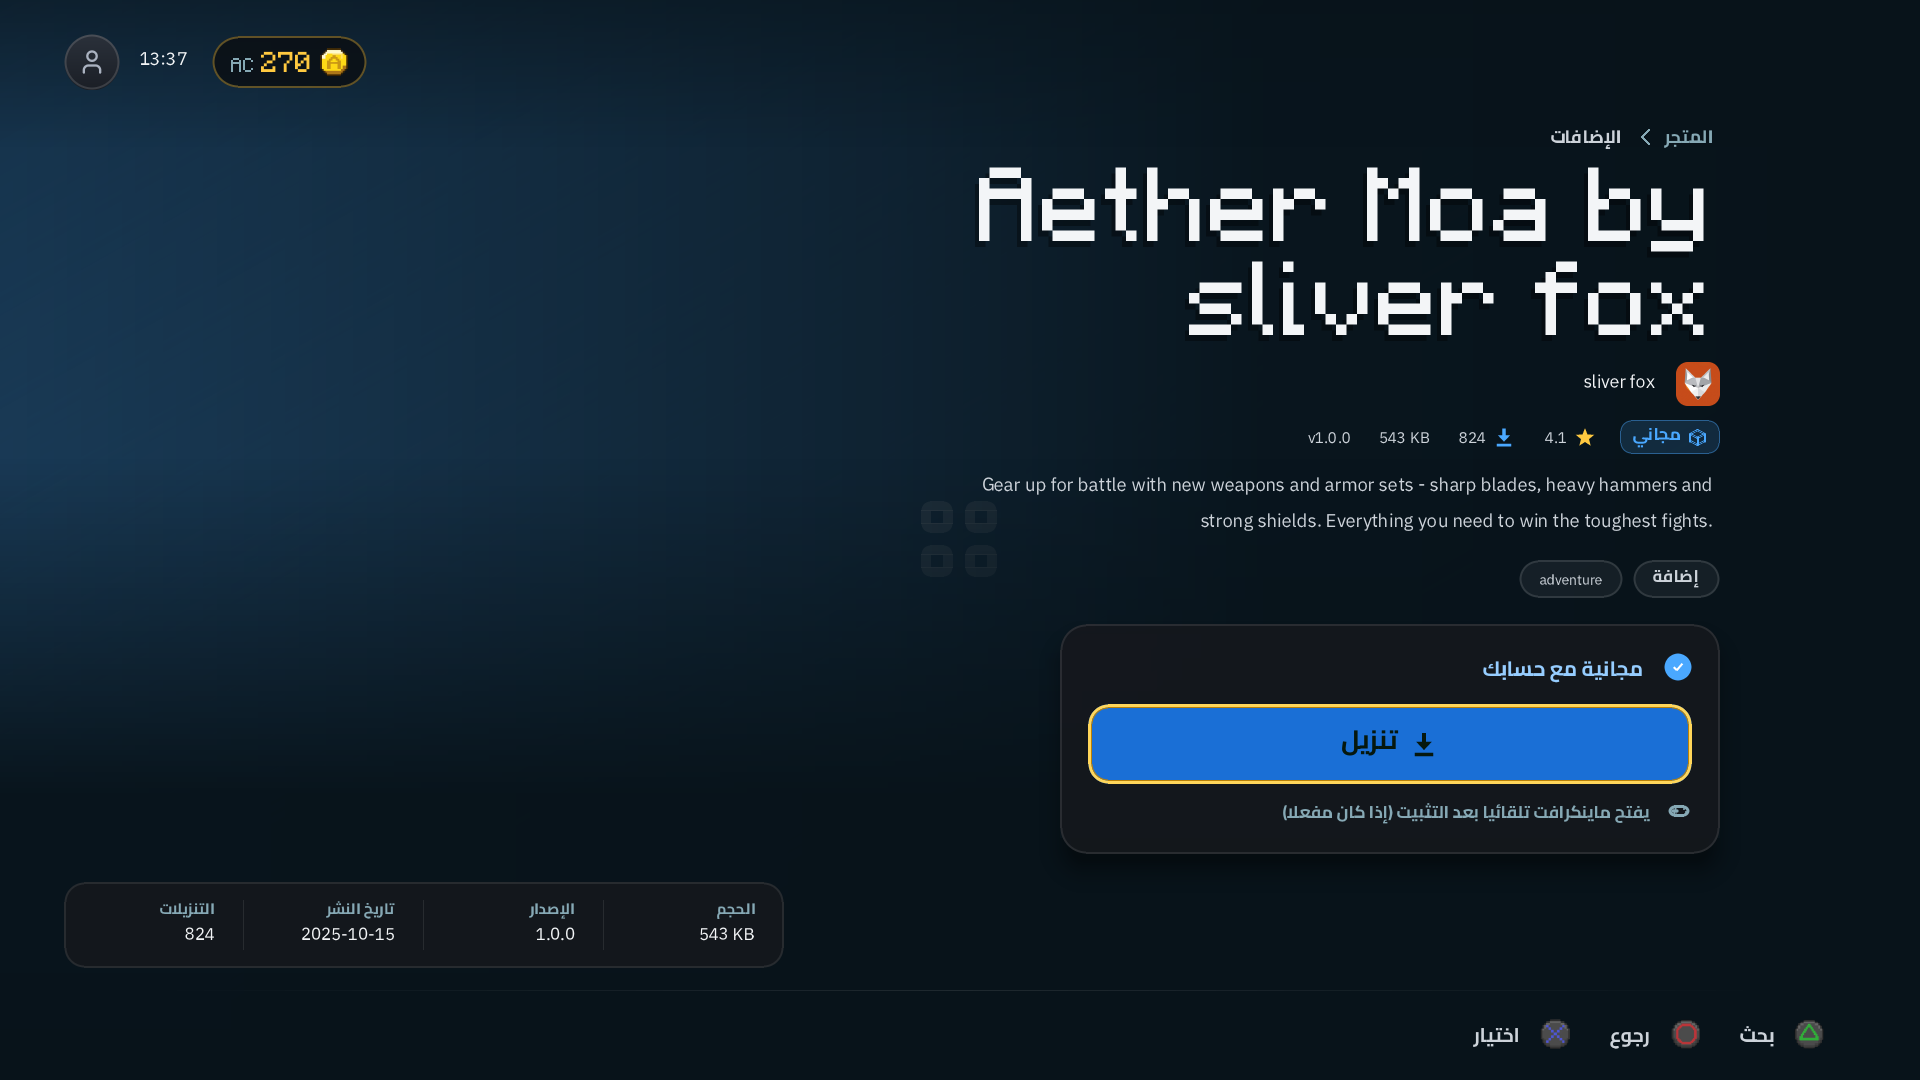 13:37
AC 270
المتجر
الإضافات
Aether Moa by
sliver fox
sliver fox
مجاني
4.1
824
543 KB
v1.0.0
Gear up for battle with new weapons and armor sets - sharp blades, heavy hammers and
strong shields. Everything you need to win the toughest fights.
إضافة
adventure
مجانية مع حسابك
تنزيل
يفتح ماينكرافت تلقائيا بعد التثبيت (إذا كان مفعلا)
الحجم
543 KB
الإصدار
1.0.0
تاريخ النشر
2025-10-15
التنزيلات
824
بحث
رجوع
اختيار